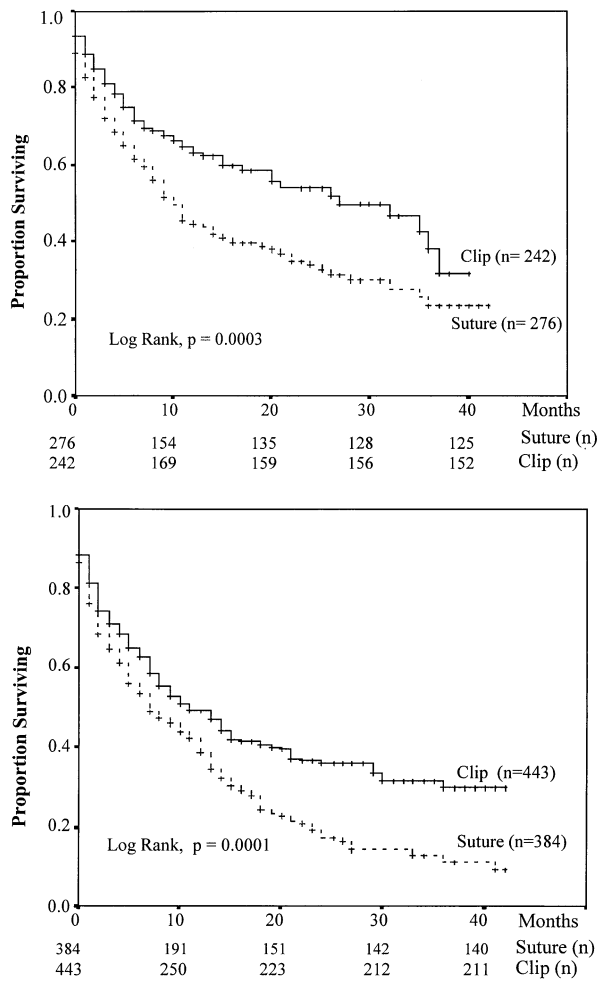 1.0
0.8
Proportion Surviving
0.6
0.4
Clip (n= 242)
Suture (n= 276)
0.2
Log Rank, p = 0.0003
0.0
0 10 20 30 40 Months
276 154 135 128 125 Suture (n)
242 169 159 156 152 Clip (n)
1.0
0.8
Proportion Surviving
0.6
0.4
Clip (n=443)
0.2
Log Rank, p = 0.0001
Suture (n=384)
0.0
0 10 20 30 40 Months
384 191 151 142 140 Suture (n)
443 250 223 212 211 Clip (n)